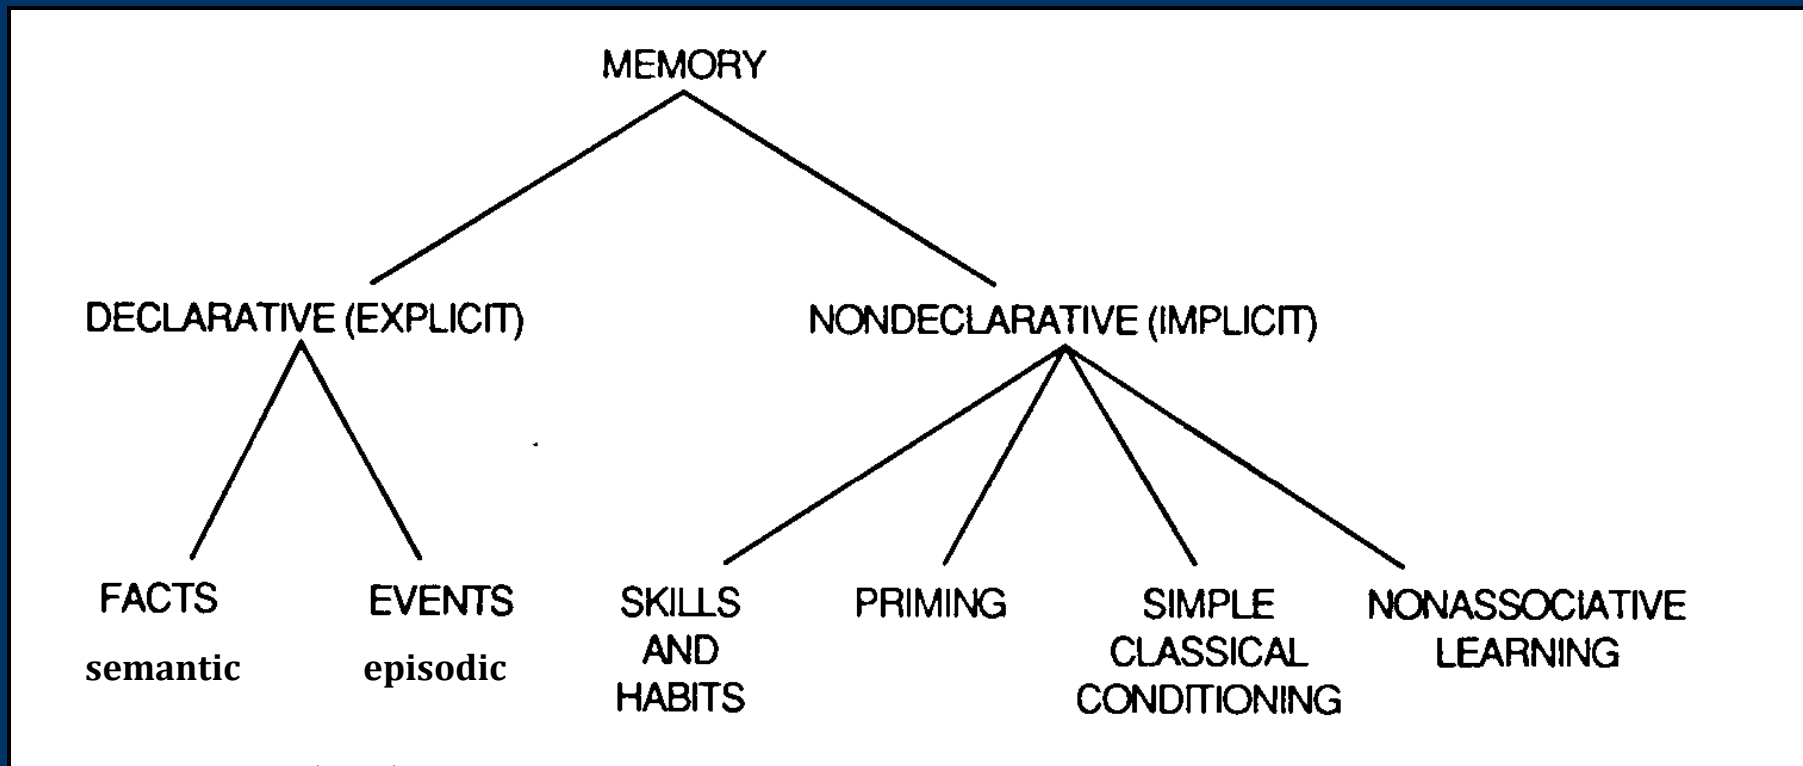 MEMORY
DECLARATIVE (EXPLICIT)
NONDECLARATIVE (IMPLICIT)
FACTS
semantic
EVENTS
episodic
SKILLS
AND
HABITS
PRIMING
SIMPLE
CLASSICAL
CONDITIONING
NONASSOCIATIVE
LEARNING